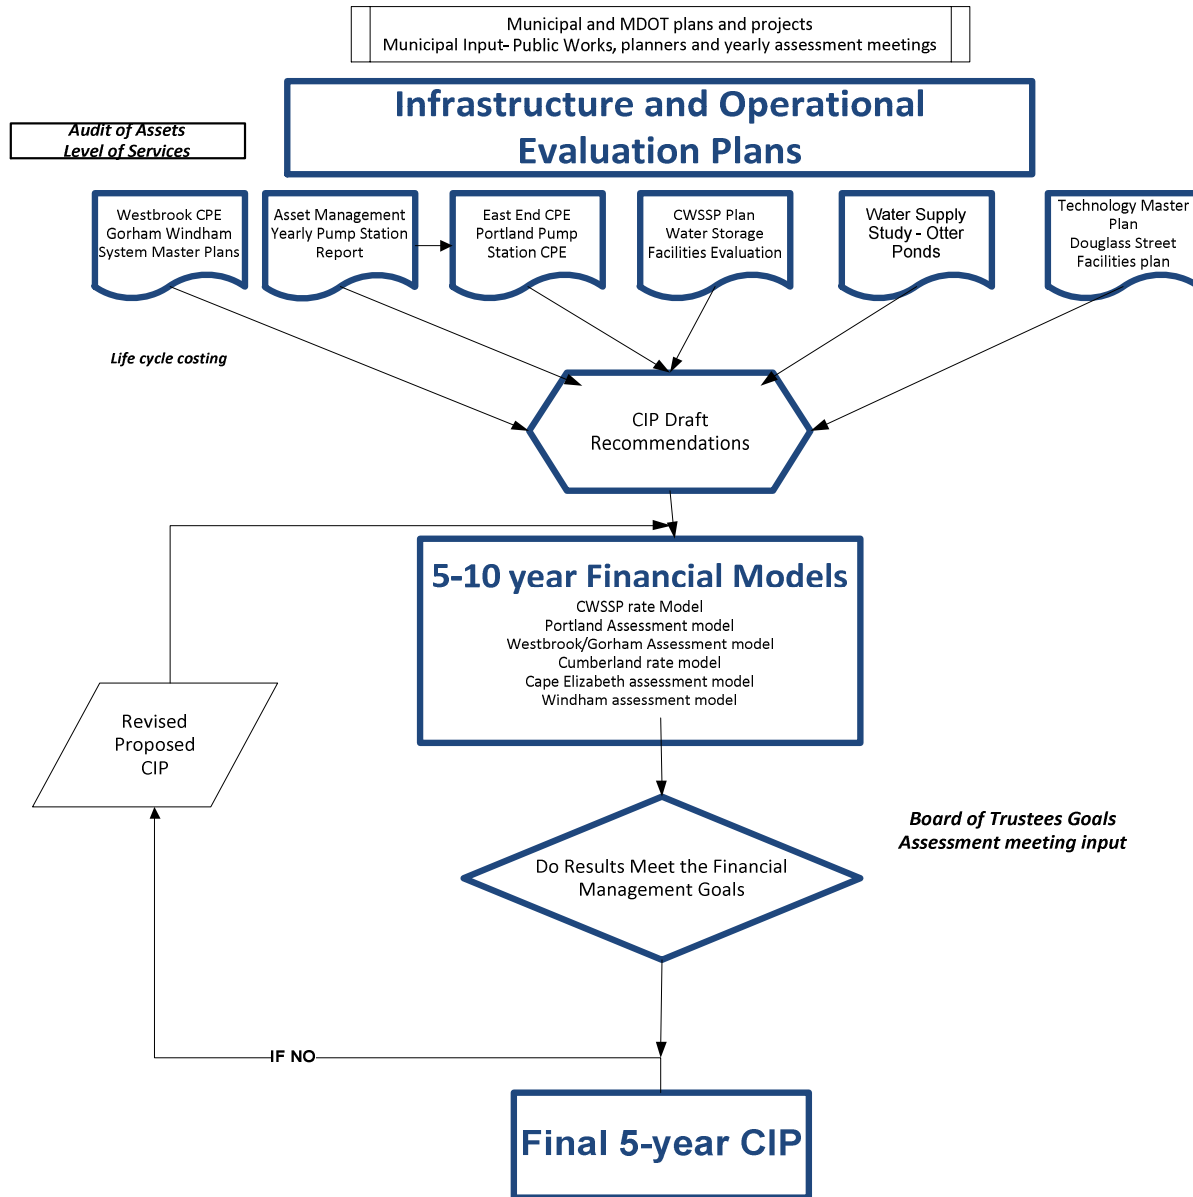 Municipal and MDOT plans and projects
Municipal Input- Public Works, planners and yearly assessment meetings
Infrastructure and Operational
Evaluation Plans
Audit of Assets
Level of Services
Westbrook CPE
Gorham Windham
System Master Plans
Asset Management
Yearly Pump Station
Report
East End CPE
Portland Pump
Station CPE
CWSSP Plan
Water Storage
Facilities Evaluation
Water Supply
Study - Otter
Ponds
Technology Master
Plan
Douglass Street
Facilities plan
Life cycle costing
CIP Draft
Recommendations
5-10 year Financial Models
CWSSP rate Model
Portland Assessment model
Westbrook/Gorham Assessment model
Cumberland rate model
Cape Elizabeth assessment model
Windham assessment model
Revised
Proposed
CIP
Board of Trustees Goals
Assessment meeting input
Do Results Meet the Financial
Management Goals
IF NO
Final 5-year CIP